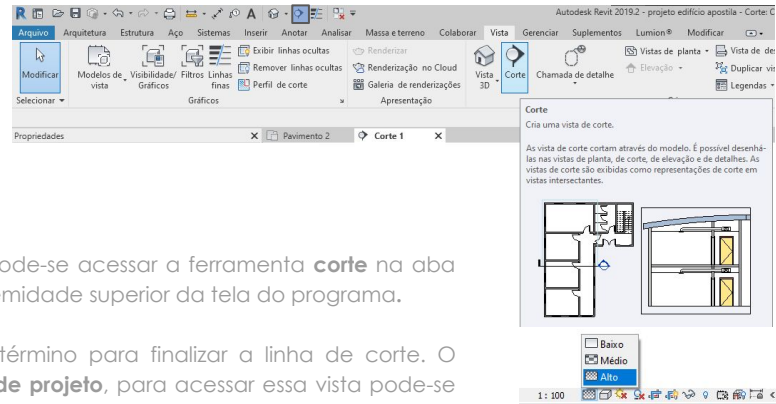 Autodesk Revit 2019.2 - projeto edifício apostila - Corte: C
Arquivo Arquitetura Estrutura Aço Sistemas Inserir Anotar Analisar Massa e terreno Colaborar Vista Gerenciar Suplementos Lumion® Modificar
Modificar
Modelos de vista
Visibilidade/ Gráficos
Filtros
Linhas finas
Exibir linhas ocultas
Remover linhas ocultas
Perfil de corte
Renderizar
Renderização no Cloud
Galeria de renderizações
Vista 3D
Corte
Chamada de detalhe
Vistas de planta
Elevação
Vista de des
Duplicar vis
Legendas
Selecionar Gráficos Apresentação
Propriedades X Pavimento 2 Corte 1 X
Corte
Cria uma vista de corte.
As vista de corte cortam através do modelo. É possível desenhá-
las nas vistas de planta, de corte, de elevação e de detalhes. As
vistas de corte são exibidas como representações de corte em
vistas intersectantes.
ode-se acessar a ferramenta corte na aba
emidade superior da tela do programa.
término para finalizar a linha de corte. O
de projeto, para acessar essa vista pode-se
Baixo
Médio
Alto
1 : 100